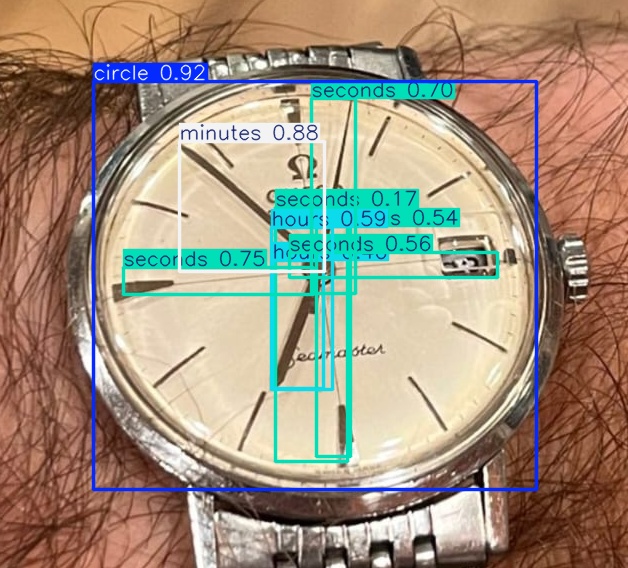 circle 0.92
seconds 0.70
minutes 0.88
Ω
seconds 0.17
hours 0.59
s 0.54
seconds 0.56
seconds 0.75
Seamaster